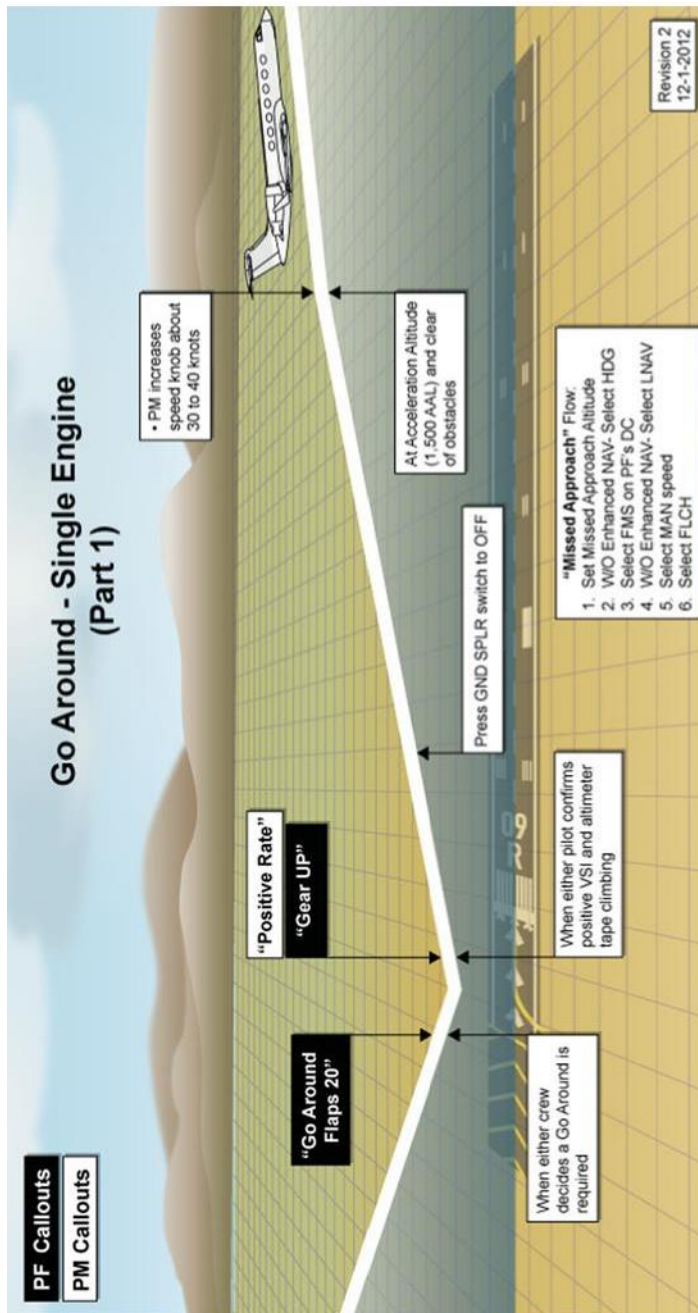 PF Callouts
PM Callouts
Go Around - Single Engine
(Part 1)
“Go Around
Flaps 20”
“Positive Rate”
“Gear UP”
• PM increases
speed knob about
30 to 40 knots
When either crew
decides a Go Around is
required
When either pilot confirms
positive VSI and altimeter
tape climbing
Press GND SPLR switch to OFF
At Acceleration Altitude
(1,500 AAL) and clear
of obstacles
9
R
“Missed Approach” Flow:
1. Set Missed Approach Altitude
2. W/O Enhanced NAV- Select HDG
3. Select FMS on PF's DC
4. W/O Enhanced NAV- Select LNAV
5. Select MAN speed
6. Select FLCH
Revision 2
12-1-2012